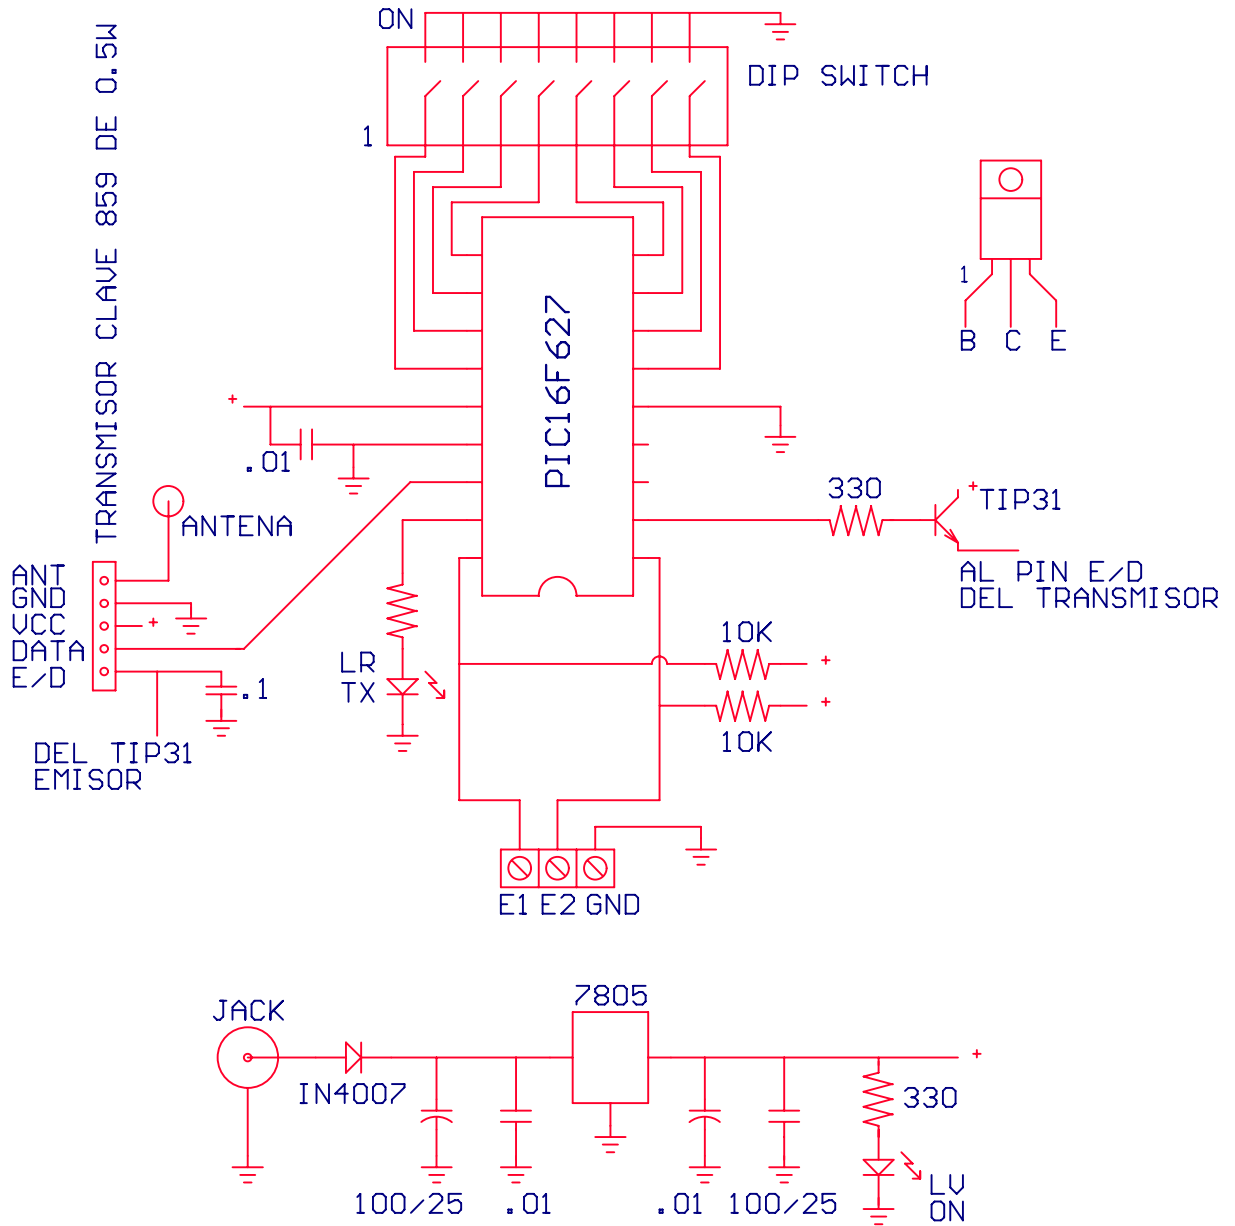 ON
DIP SWITCH
1
TRANSMISOR CLAVE 859 DE 0.5W
1
B C E
PIC16F627
+
.01
ANTENA
330
+
TIP31
AL PIN E/D
DEL TRANSMISOR
ANT
GND
VCC
+
DATA
E/D
.1
DEL TIP31
EMISOR
LR
TX
10K
+
+
10K
E1 E2 GND
JACK
IN4007
7805
+
330
100/25
.01
.01
100/25
LV
ON